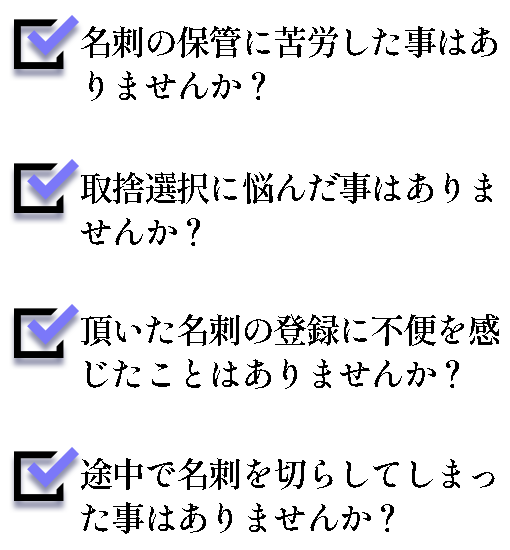 名刺の保管に苦労した事はあ
りませんか？
取捨選択に悩んだ事はありま
せんか？
頂いた名刺の登録に不便を感
じたことはありませんか？
途中で名刺を切らしてしまっ
た事はありませんか？